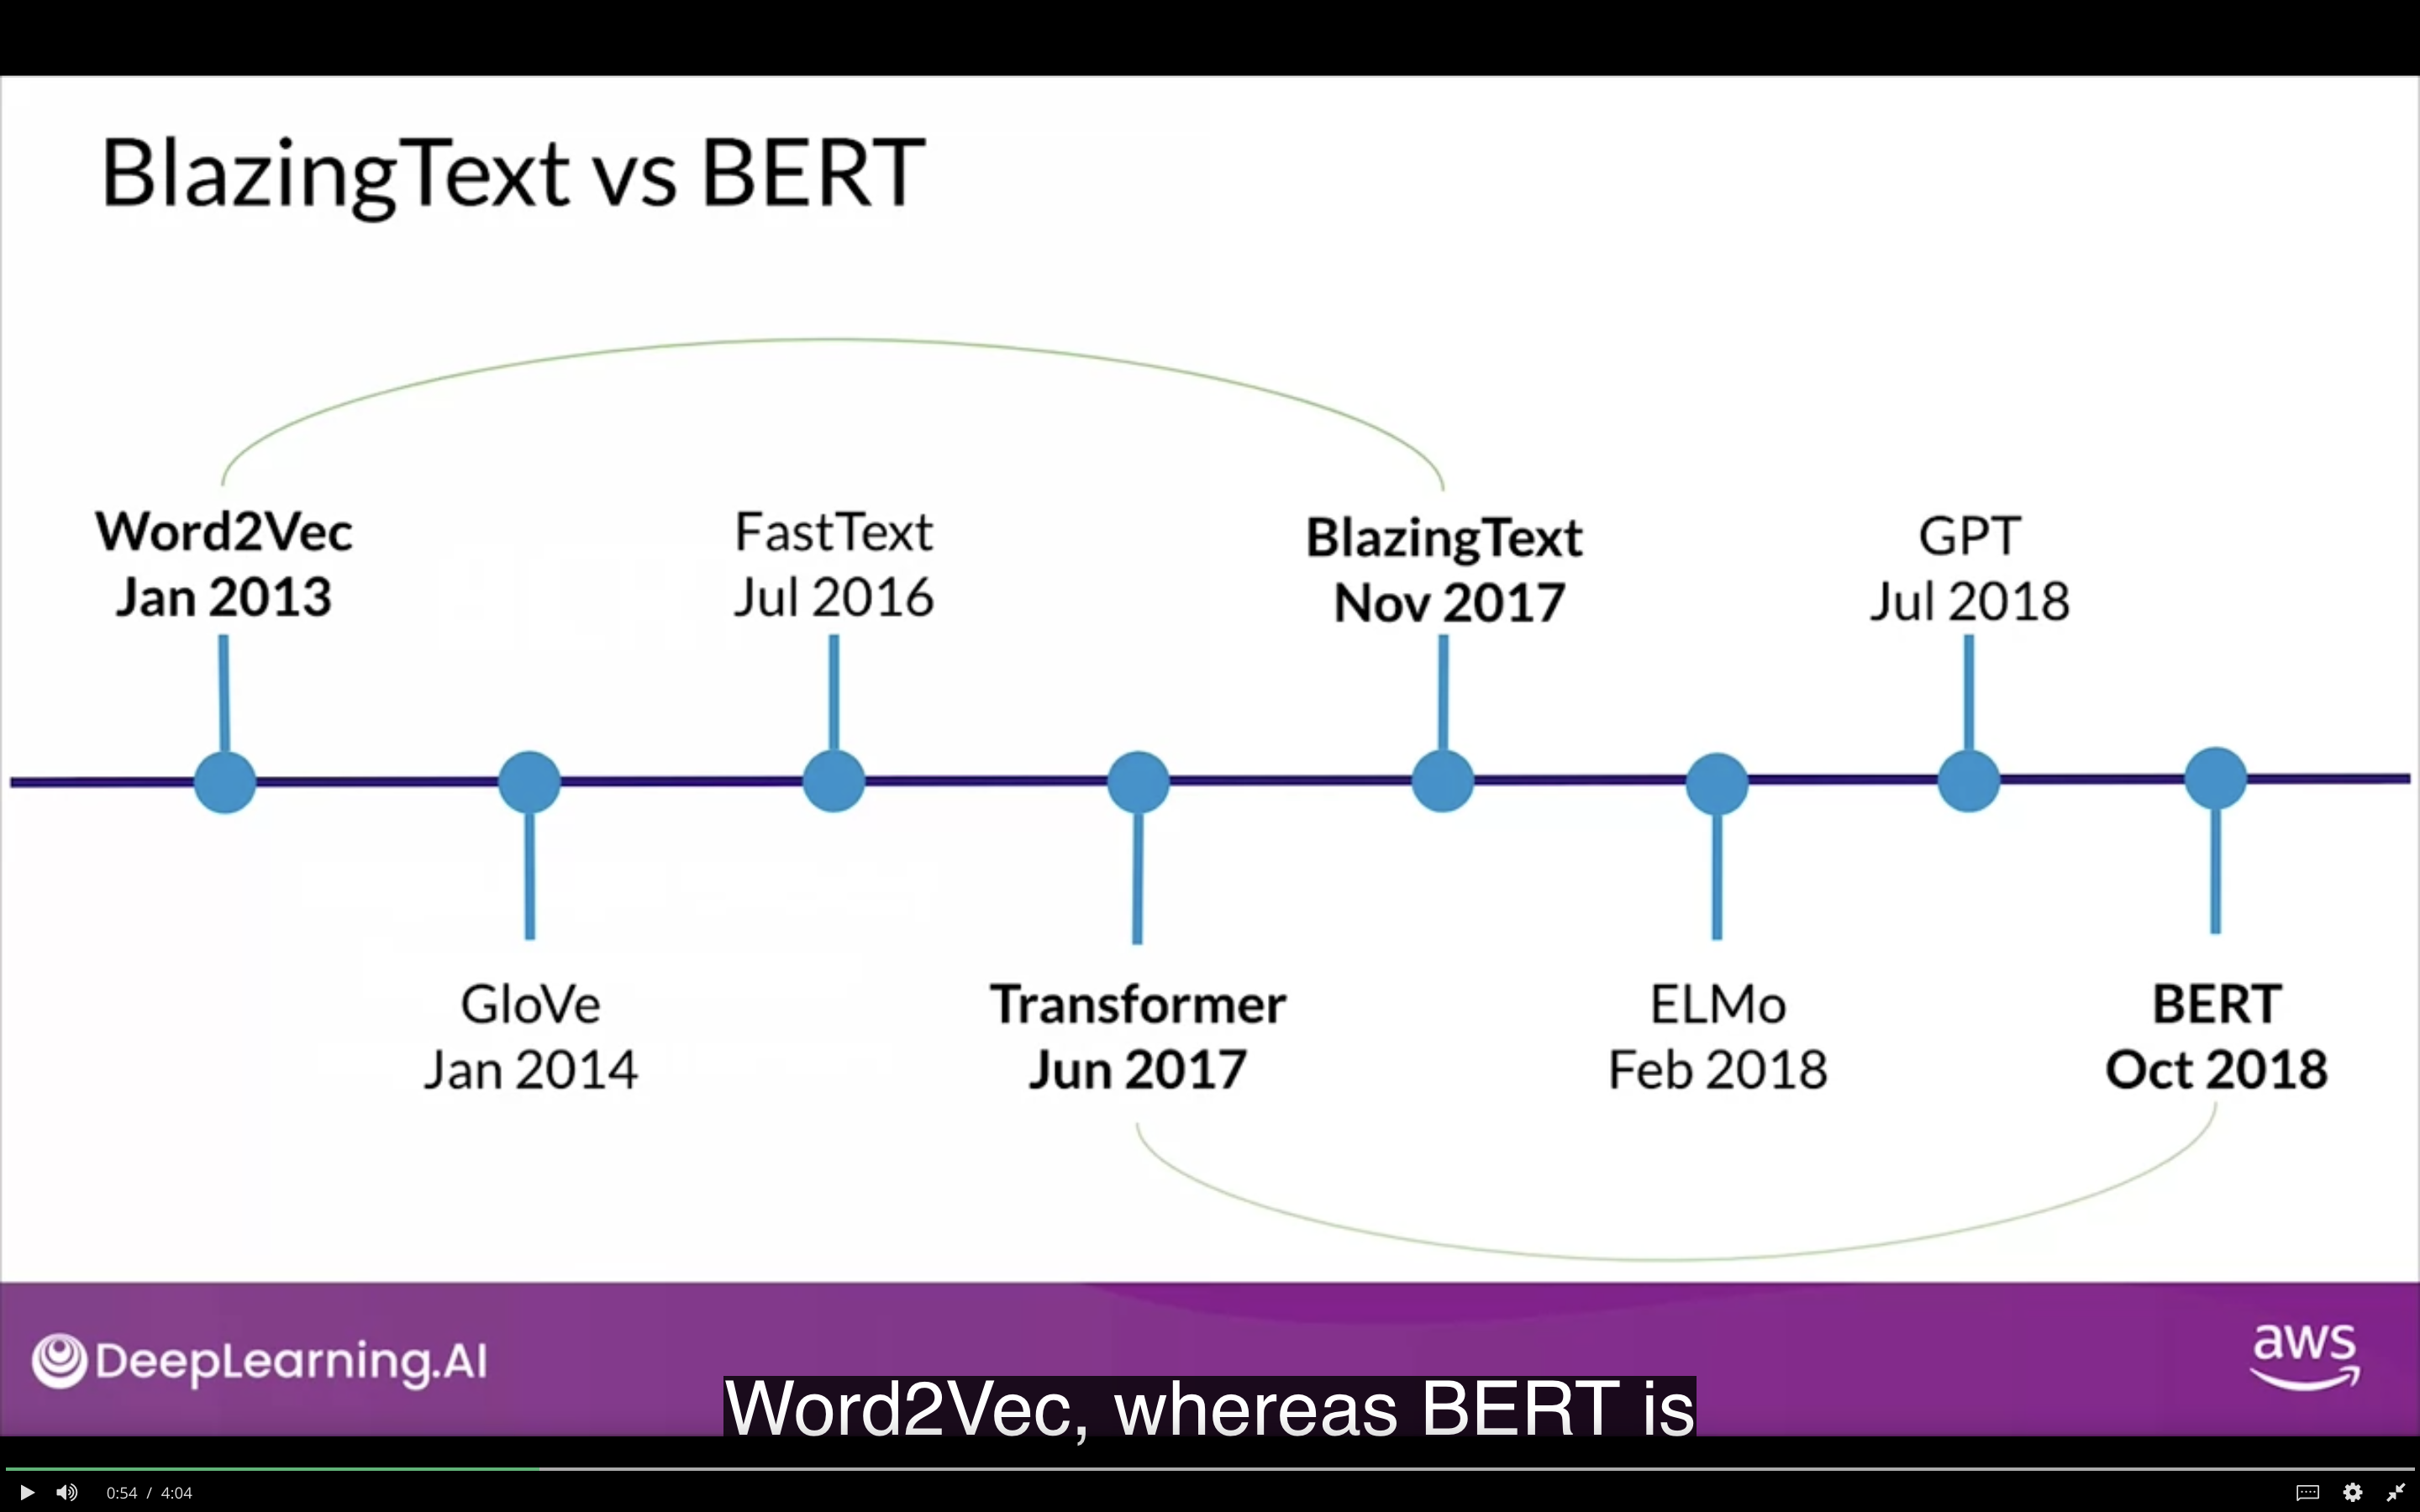 BlazingText vs BERT
Word2Vec
Jan 2013
FastText
Jul 2016
BlazingText
Nov 2017
GPT
Jul 2018
GloVe
Jan 2014
Transformer
Jun 2017
ELMo
Feb 2018
BERT
Oct 2018
DeepLearning.AI
aws
Word2Vec, whereas BERT is
0:54 / 4:04